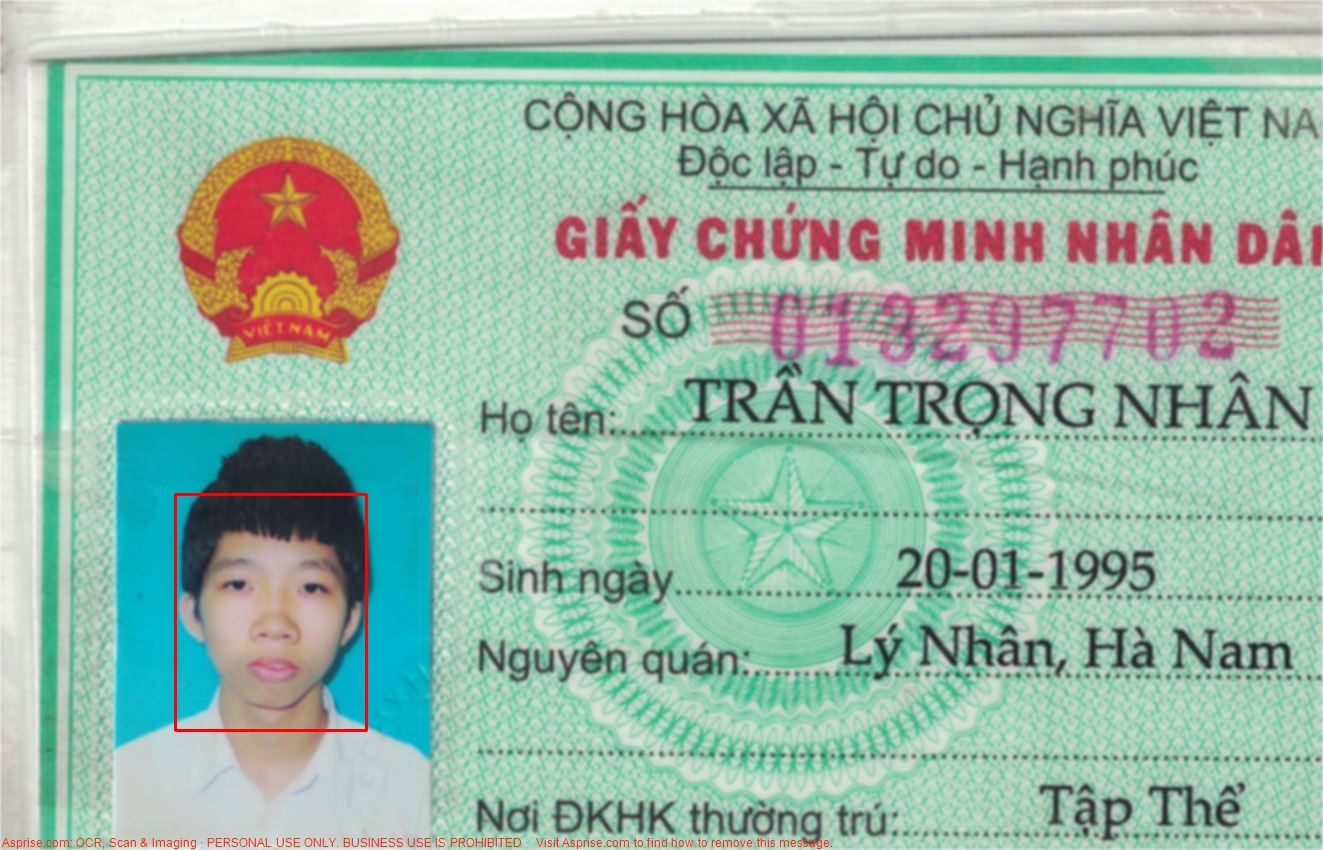 CỘNG HÒA XÃ HỘI CHỦ NGHĨA VIỆT NA
Độc lập - Tự do - Hạnh phúc
GIẤY CHỨNG MINH NHÂN DÂN
VIỆT NAM
SỐ 013297702
Họ tên: TRẦN TRỌNG NHÂN
Sinh ngày 20-01-1995
Nguyên quán: Lý Nhân, Hà Nam
Nơi ĐKHK thường trú: Tập Thể
Asprise.com: OCR, Scan & Imaging · PERSONAL USE ONLY. BUSINESS USE IS PROHIBITED · Visit Asprise.com to find how to remove this message.